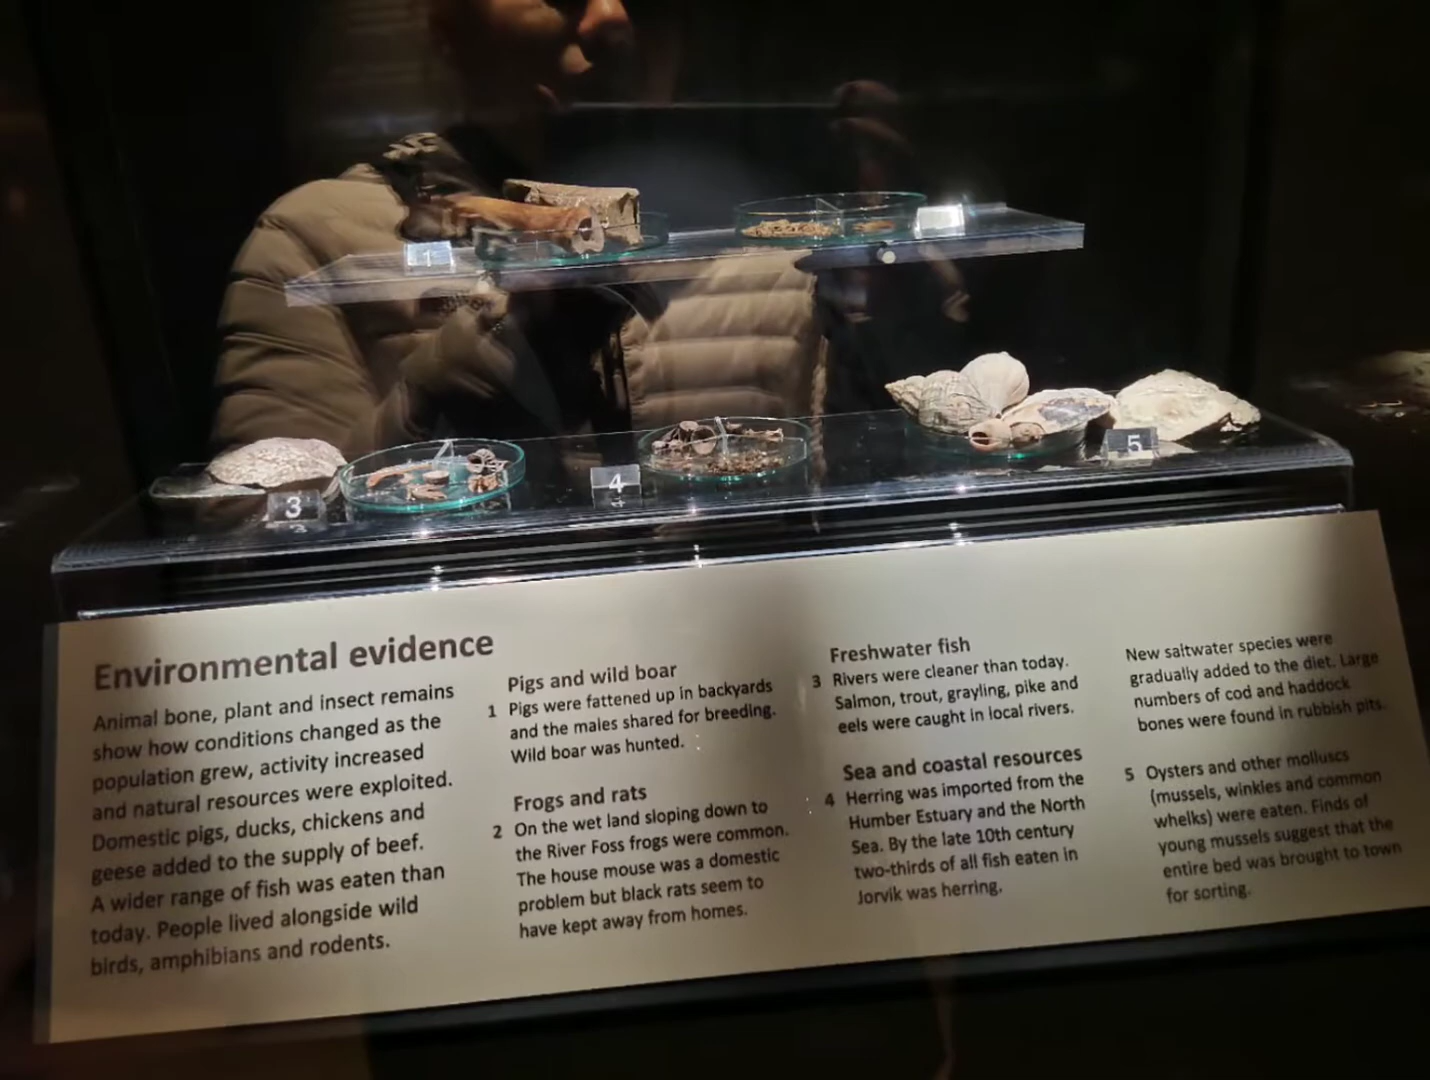 1
3
4
5
Environmental evidence
Animal bone, plant and insect remains
show how conditions changed as the
population grew, activity increased
and natural resources were exploited.
Domestic pigs, ducks, chickens and
geese added to the supply of beef.
A wider range of fish was eaten than
today. People lived alongside wild
birds, amphibians and rodents.
Pigs and wild boar
1 Pigs were fattened up in backyards
and the males shared for breeding.
Wild boar was hunted.
Frogs and rats
2 On the wet land sloping down to
the River Foss frogs were common.
The house mouse was a domestic
problem but black rats seem to
have kept away from homes.
Freshwater fish
3 Rivers were cleaner than today.
Salmon, trout, grayling, pike and
eels were caught in local rivers.
Sea and coastal resources
4 Herring was imported from the
Humber Estuary and the North
Sea. By the late 10th century
two-thirds of all fish eaten in
Jorvik was herring.
New saltwater species were
gradually added to the diet. Large
numbers of cod and haddock
bones were found in rubbish pits.
5 Oysters and other molluscs
(mussels, winkles and common
whelks) were eaten. Finds of
young mussels suggest that the
entire bed was brought to town
for sorting.